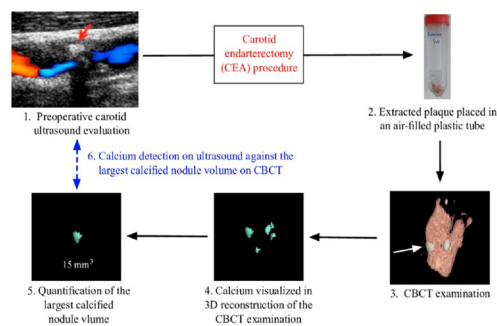 Carotid
endarterectomy
(CEA) procedure
1. Preoperative carotid
ultrasound evaluation
2. Extracted plaque placed in
an air-filled plastic tube
6. Calcium detection on ultrasound against the
largest calcified nodule volume on CBCT
15 mm³
3. CBCT examination
5. Quantification of the
largest calcified
nodule vlume
4. Calcium visualized in
3D reconstruction of the
CBCT examination